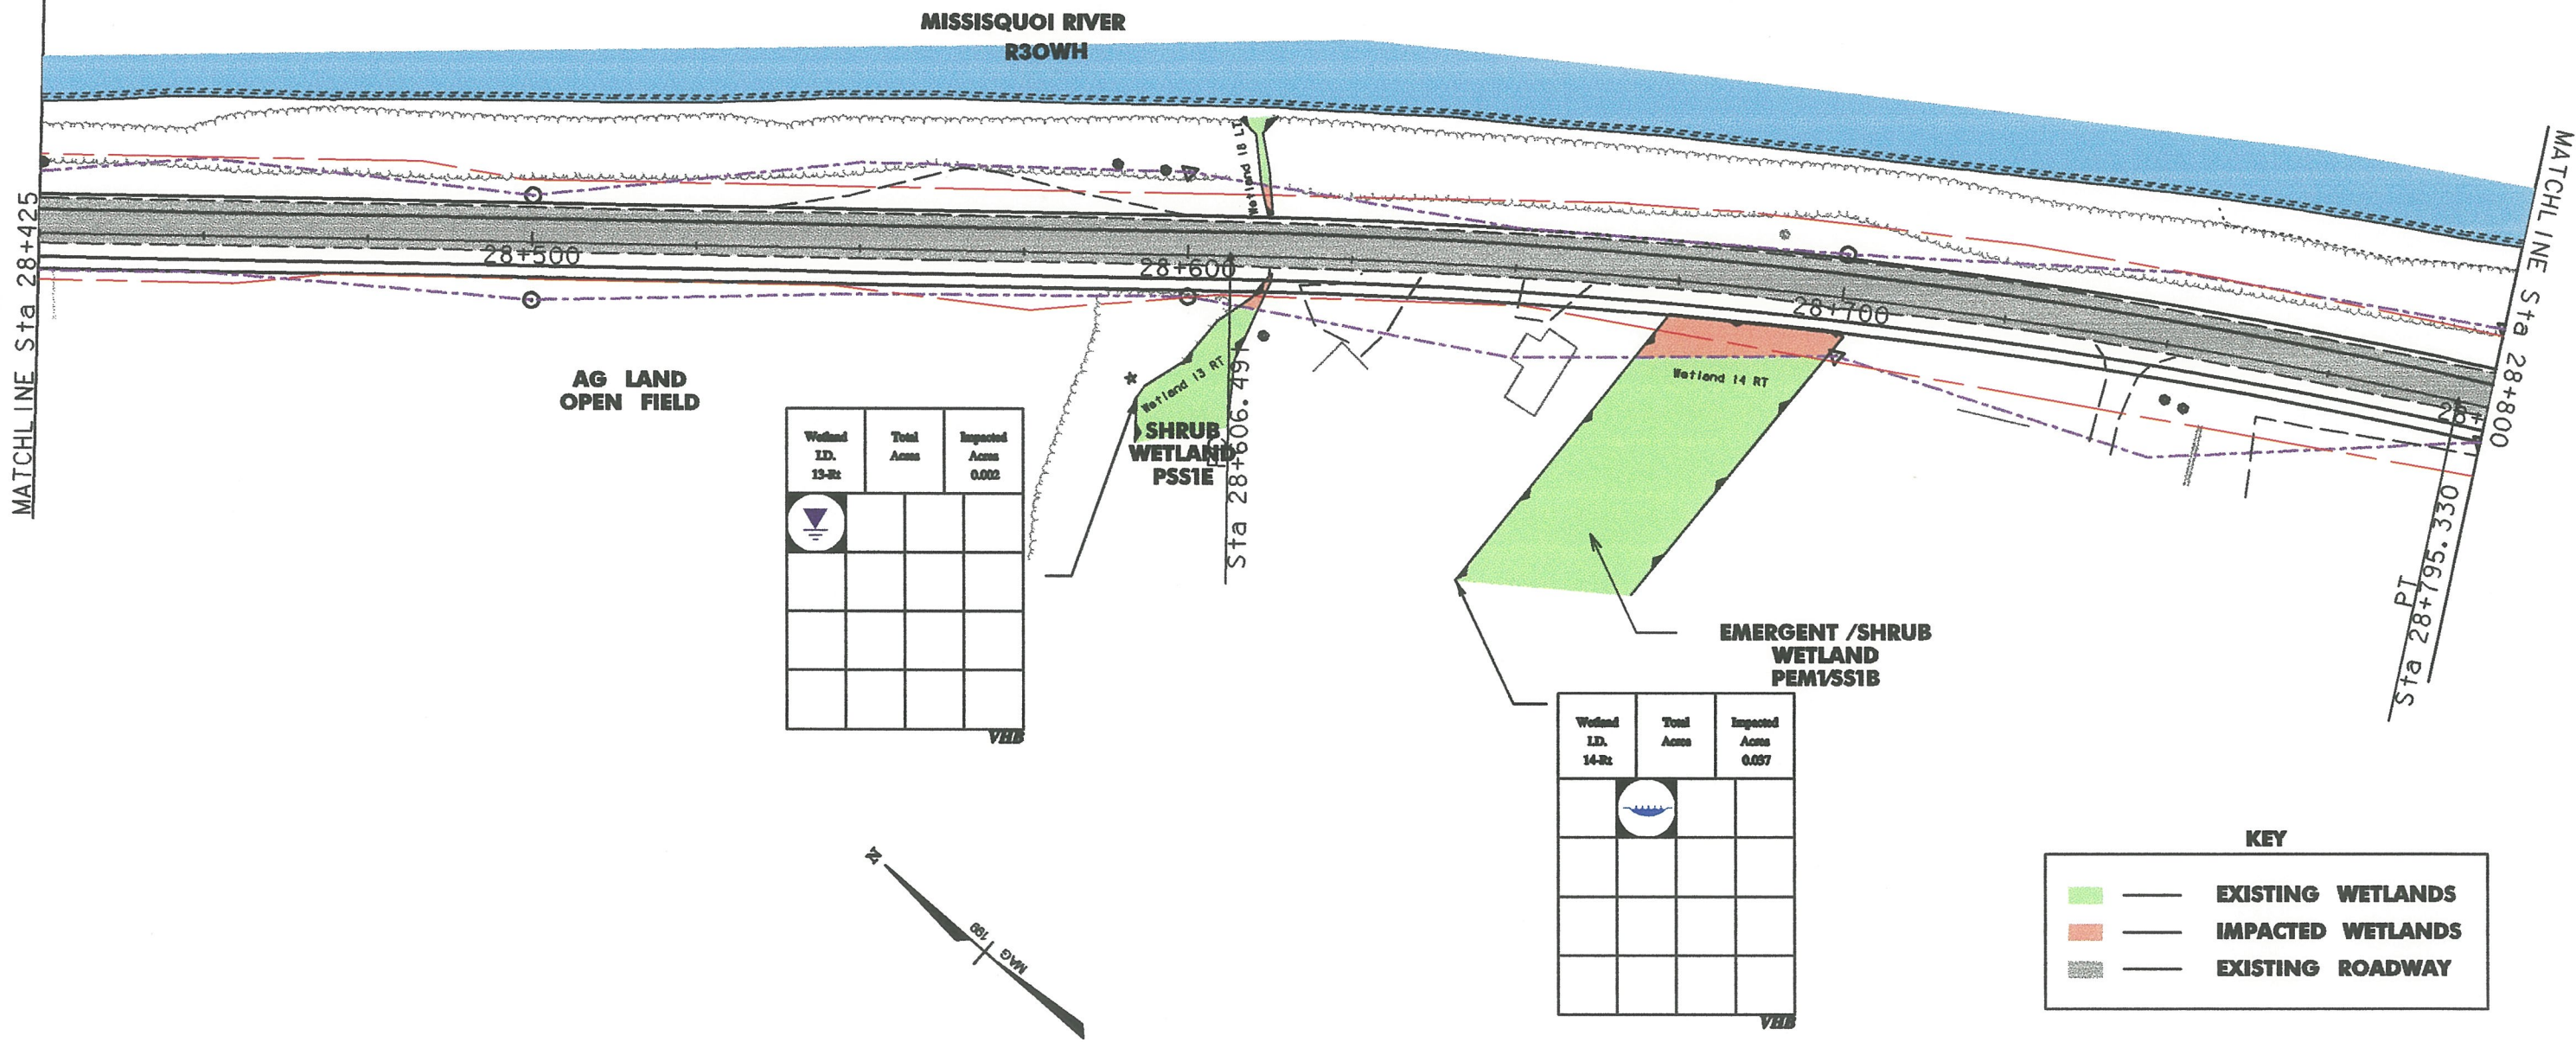 MISSISQUOI RIVER
R3OWH
MATCHLINE Sta 28+425
28+500
28+600
28+700
28+
MATCHLINE Sta 28+800
Wetland 18 LT
Wetland 13 RT
Wetland 14 RT
AG LAND
OPEN FIELD
SHRUB
WETLAND
PSS1E
Sta 28+606.491
PT
Sta 28+795.330
Wetland
I.D.
13-Rt
Total
Acres
Impacted
Acres
0.002
VHB
EMERGENT /SHRUB
WETLAND
PEM1/SS1B
Wetland
I.D.
14-Rt
Total
Acres
Impacted
Acres
0.037
VHB
N
199
MAG
KEY
EXISTING WETLANDS
IMPACTED WETLANDS
EXISTING ROADWAY